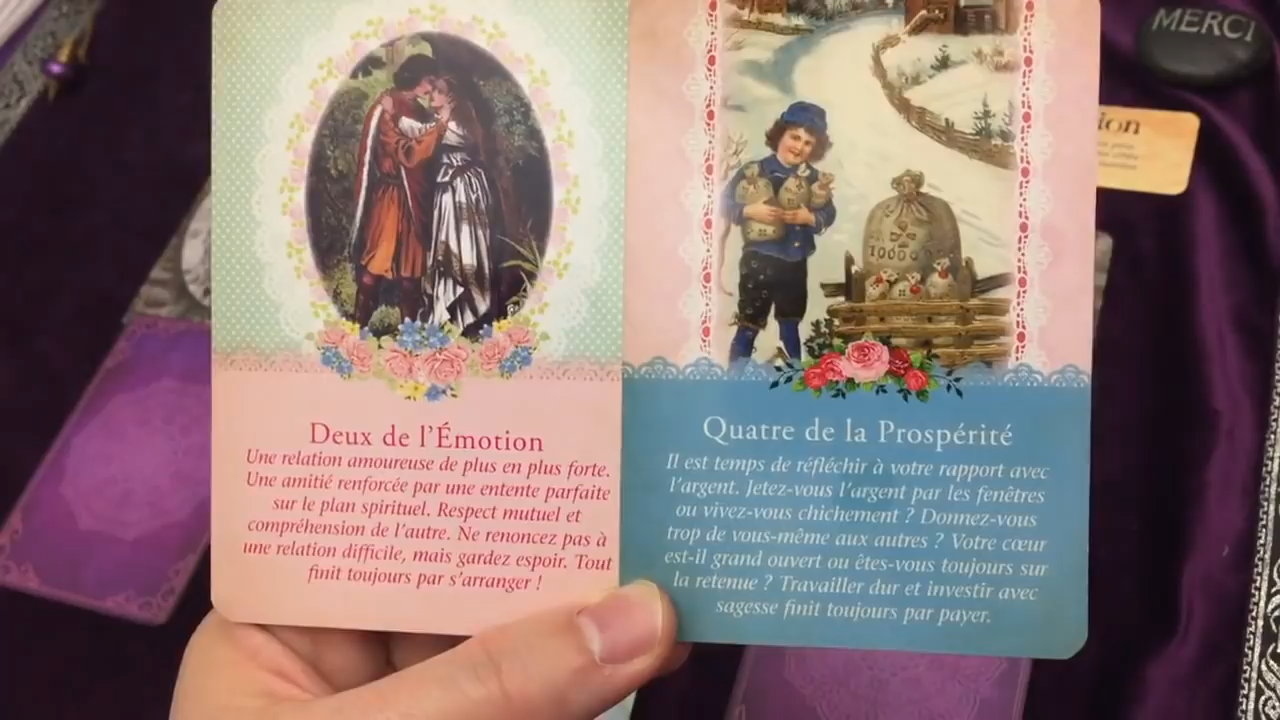 MERCI
ion
10000
Deux de l'Émotion
Une relation amoureuse de plus en plus forte.
Une amitié renforcée par une entente parfaite
sur le plan spirituel. Respect mutuel et
compréhension de l'autre. Ne renoncez pas à
une relation difficile, mais gardez espoir. Tout
finit toujours par s'arranger !
Quatre de la Prospérité
Il est temps de réfléchir à votre rapport avec
l'argent. Jetez-vous l'argent par les fenêtres
ou vivez-vous chichement ? Donnez-vous
trop de vous-même aux autres ? Votre cœur
est-il grand ouvert ou êtes-vous toujours sur
la retenue ? Travailler dur et investir avec
sagesse finit toujours par payer.